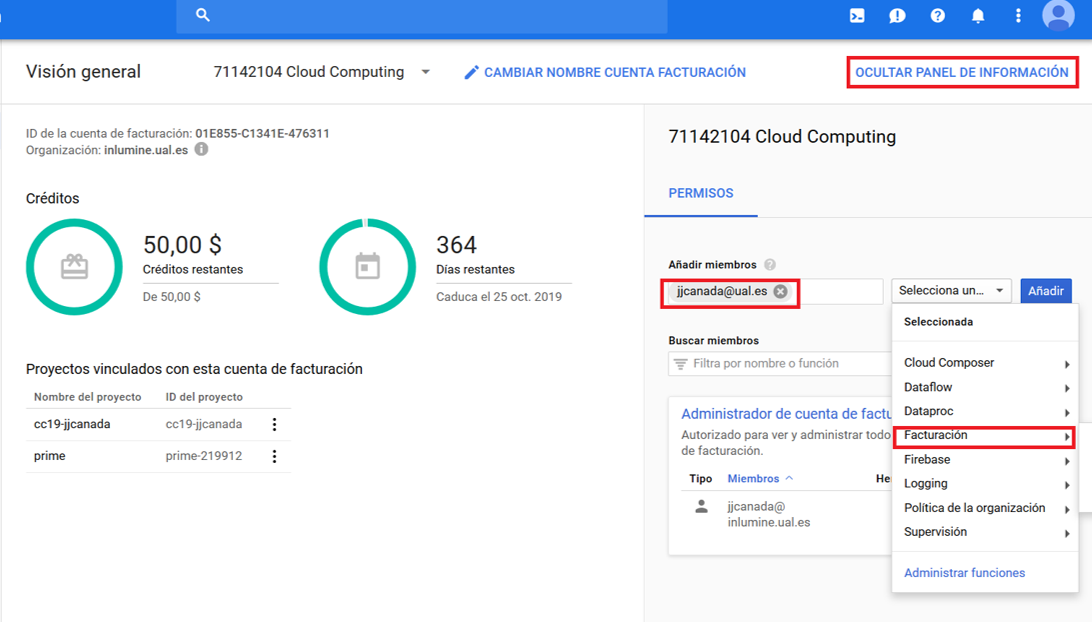 Visión general
71142104 Cloud Computing
CAMBIAR NOMBRE CUENTA FACTURACIÓN
OCULTAR PANEL DE INFORMACIÓN
ID de la cuenta de facturación: 01E855-C1341E-476311
Organización: inlumine.ual.es
Créditos
50,00 $
Créditos restantes
De 50,00 $
364
Días restantes
Caduca el 25 oct. 2019
Proyectos vinculados con esta cuenta de facturación
Nombre del proyecto ID del proyecto
cc19-jjcanada cc19-jjcanada
prime prime-219912
71142104 Cloud Computing
PERMISOS
Añadir miembros
jjcanada@ual.es
Selecciona un...
Añadir
Buscar miembros
Filtra por nombre o función
Administrador de cuenta de factu
Autorizado para ver y administrar todo
de facturación.
Tipo Miembros He
jjcanada@
inlumine.ual.es
Seleccionada
Cloud Composer
Dataflow
Dataproc
Facturación
Firebase
Logging
Política de la organización
Supervisión
Administrar funciones